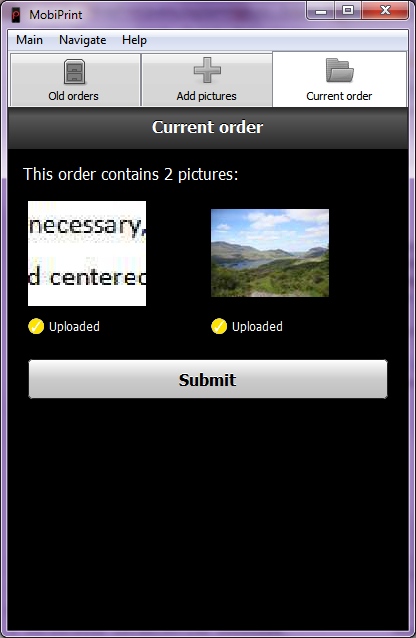 MobiPrint
Main Navigate Help
Old orders Add pictures Current order
Current order
This order contains 2 pictures:
necessary,
d centered
Uploaded Uploaded
Submit